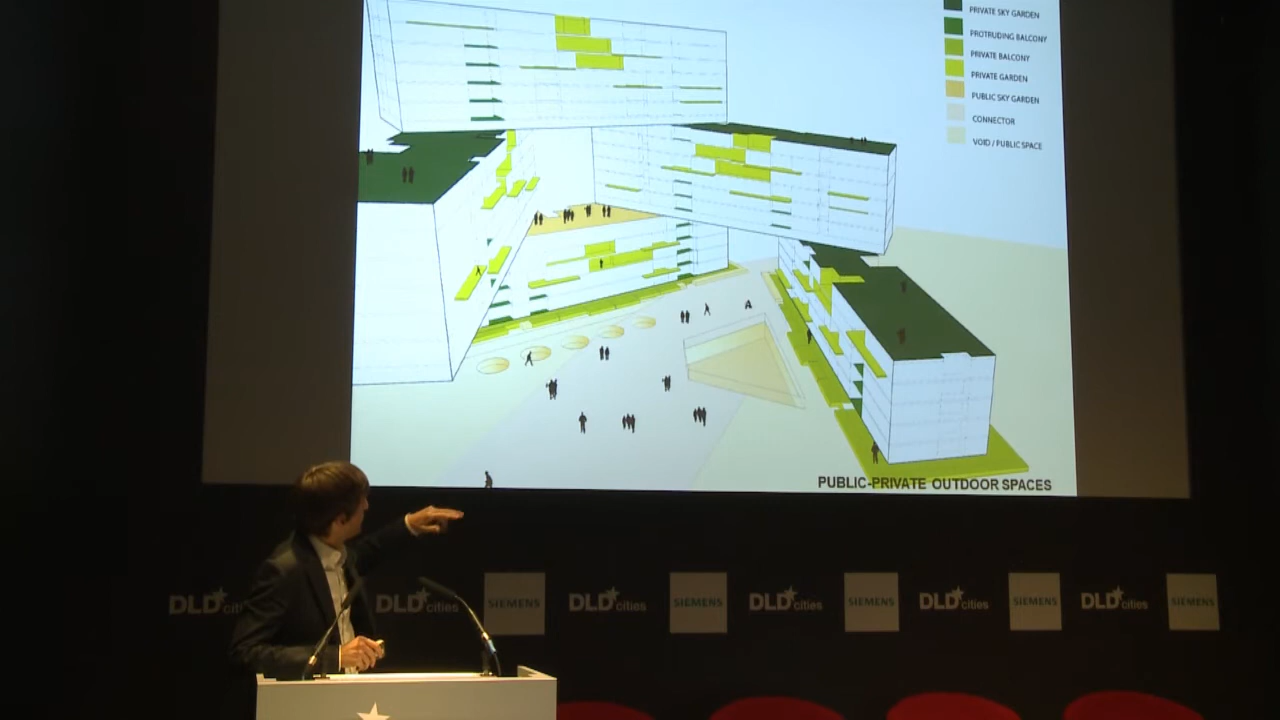 PRIVATE SKY GARDEN
PROTRUDING BALCONY
PRIVATE BALCONY
PRIVATE GARDEN
PUBLIC SKY GARDEN
CONNECTOR
VOID / PUBLIC SPACE
PUBLIC-PRIVATE OUTDOOR SPACES
DLD cities
DLD cities
SIEMENS
DLD cities
SIEMENS
DLD cities
SIEMENS
DLD cities
SIEMENS
DLD cities
SIEMENS